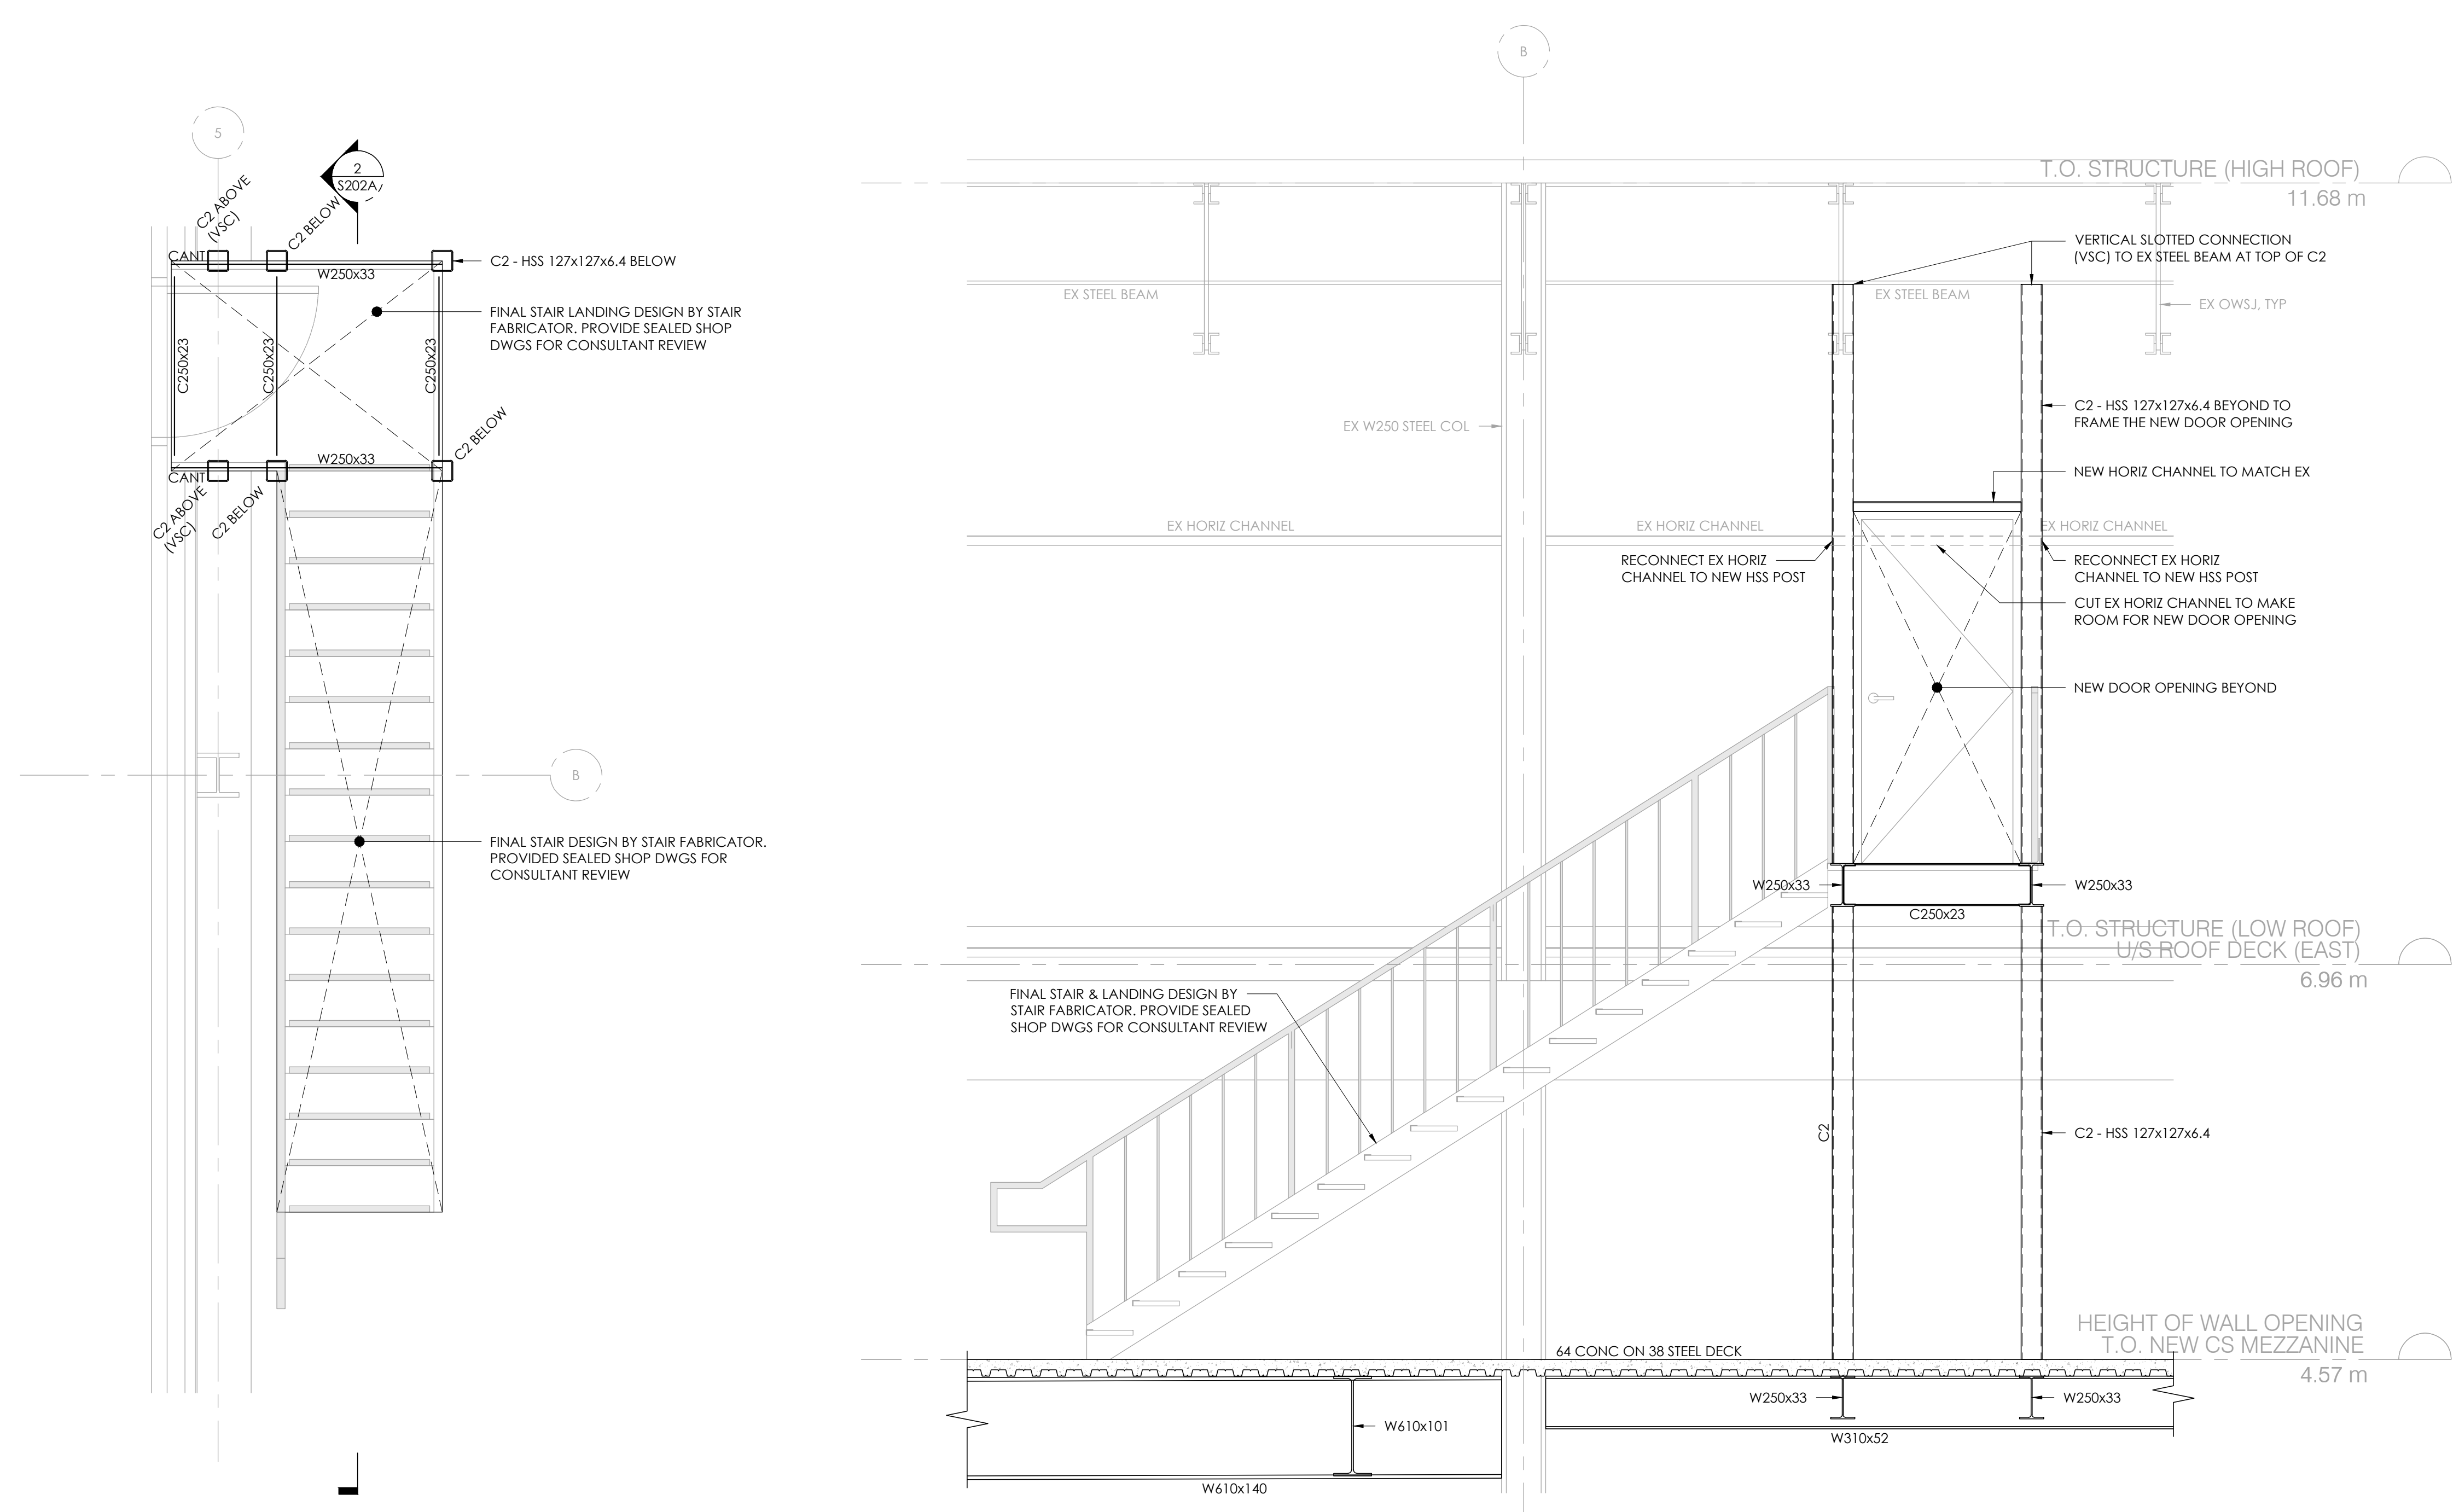 5
2
S202A
C2 ABOVE
(VSC)
C2 BELOW
CANT
W250x33
C2 - HSS 127x127x6.4 BELOW
FINAL STAIR LANDING DESIGN BY STAIR
FABRICATOR. PROVIDE SEALED SHOP
DWGS FOR CONSULTANT REVIEW
C250x23
C250x23
C250x23
C2 BELOW
W250x33
CANT
C2 ABOVE
(VSC)
C2 BELOW
B
FINAL STAIR DESIGN BY STAIR FABRICATOR.
PROVIDED SEALED SHOP DWGS FOR
CONSULTANT REVIEW
B
T.O. STRUCTURE (HIGH ROOF)
11.68 m
VERTICAL SLOTTED CONNECTION
(VSC) TO EX STEEL BEAM AT TOP OF C2
EX STEEL BEAM
EX STEEL BEAM
EX OWSJ, TYP
EX W250 STEEL COL
C2 - HSS 127x127x6.4 BEYOND TO
FRAME THE NEW DOOR OPENING
NEW HORIZ CHANNEL TO MATCH EX
EX HORIZ CHANNEL
EX HORIZ CHANNEL
EX HORIZ CHANNEL
RECONNECT EX HORIZ
CHANNEL TO NEW HSS POST
RECONNECT EX HORIZ
CHANNEL TO NEW HSS POST
CUT EX HORIZ CHANNEL TO MAKE
ROOM FOR NEW DOOR OPENING
NEW DOOR OPENING BEYOND
W250x33
W250x33
C250x23
T.O. STRUCTURE (LOW ROOF)
U/S ROOF DECK (EAST)
6.96 m
FINAL STAIR & LANDING DESIGN BY
STAIR FABRICATOR. PROVIDE SEALED
SHOP DWGS FOR CONSULTANT REVIEW
C2
C2 - HSS 127x127x6.4
HEIGHT OF WALL OPENING
T.O. NEW CS MEZZANINE
4.57 m
64 CONC ON 38 STEEL DECK
W250x33
W250x33
W610x101
W310x52
W610x140